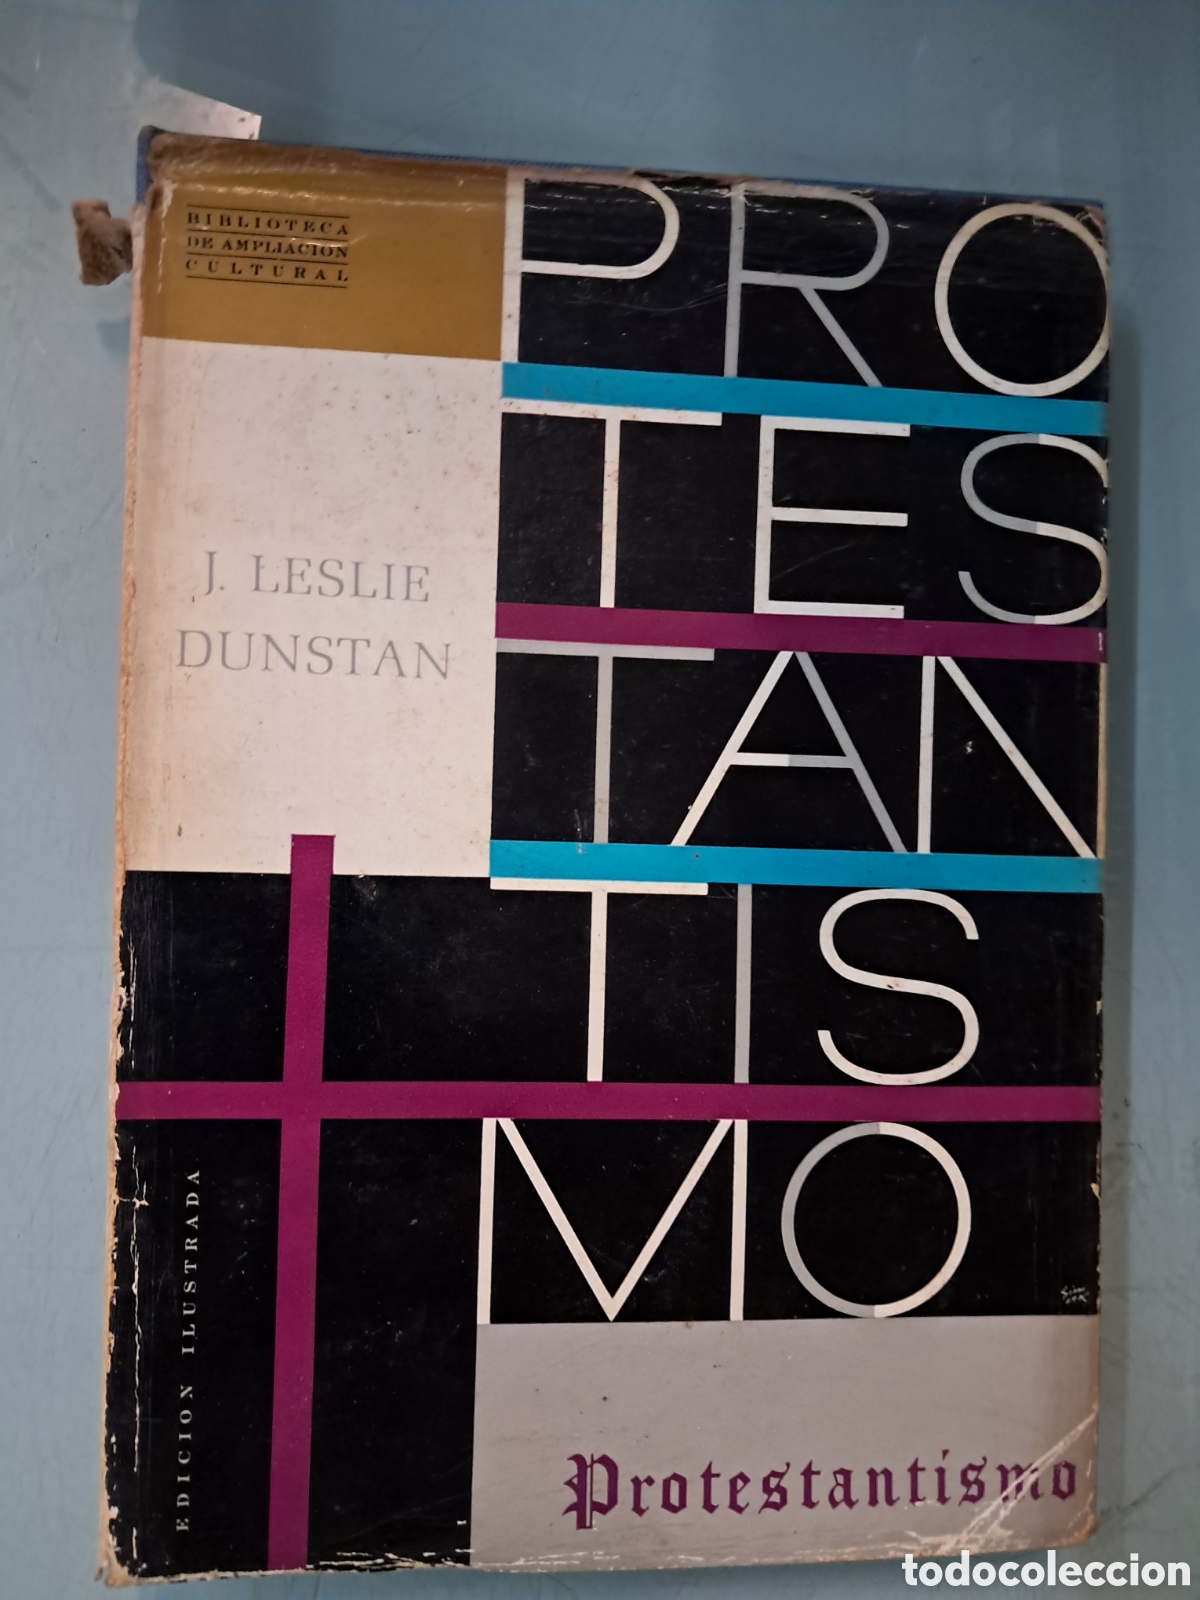 BIBLIOTECA
DE AMPLIACION
CULTURAL
PRO
TES
TAN
TIS
MO
J. LESLIE
DUNSTAN
EDICION ILUSTRADA
Protestantismo
todocoleccion